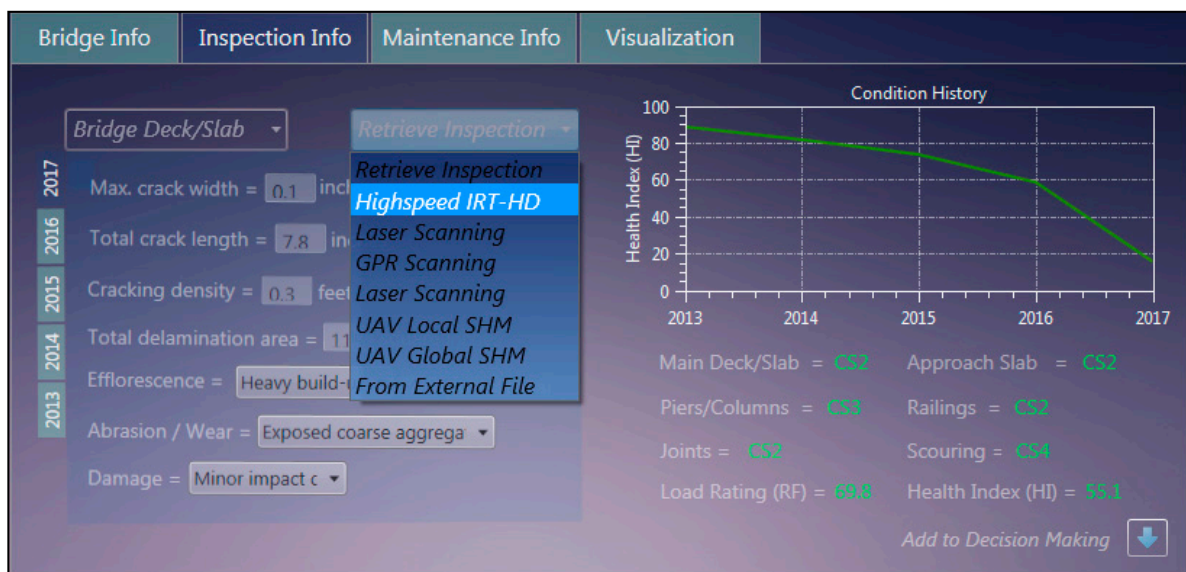 Bridge Info Inspection Info Maintenance Info Visualization
Bridge Deck/Slab Retrieve Inspection
Retrieve Inspection
Highspeed IRT-HD
Laser Scanning
GPR Scanning
Laser Scanning
UAV Local SHM
UAV Global SHM
From External File
2017
2016
2015
2014
2013
Max. crack width = 0.1 incl
Total crack length = 7.8 in
Cracking density = 0.3 feet
Total delamination area = 11
Efflorescence = Heavy build-u
Abrasion / Wear = Exposed coarse aggrega
Damage = Minor impact c
Condition History
Health Index (HI)
100
80
60
40
20
0
2013 2014 2015 2016 2017
Main Deck/Slab = CS2 Approach Slab = CS2
Piers/Columns = CS3 Railings = CS2
Joints = CS2 Scouring = CS4
Load Rating (RF) = 69.8 Health Index (HI) = 55.1
Add to Decision Making